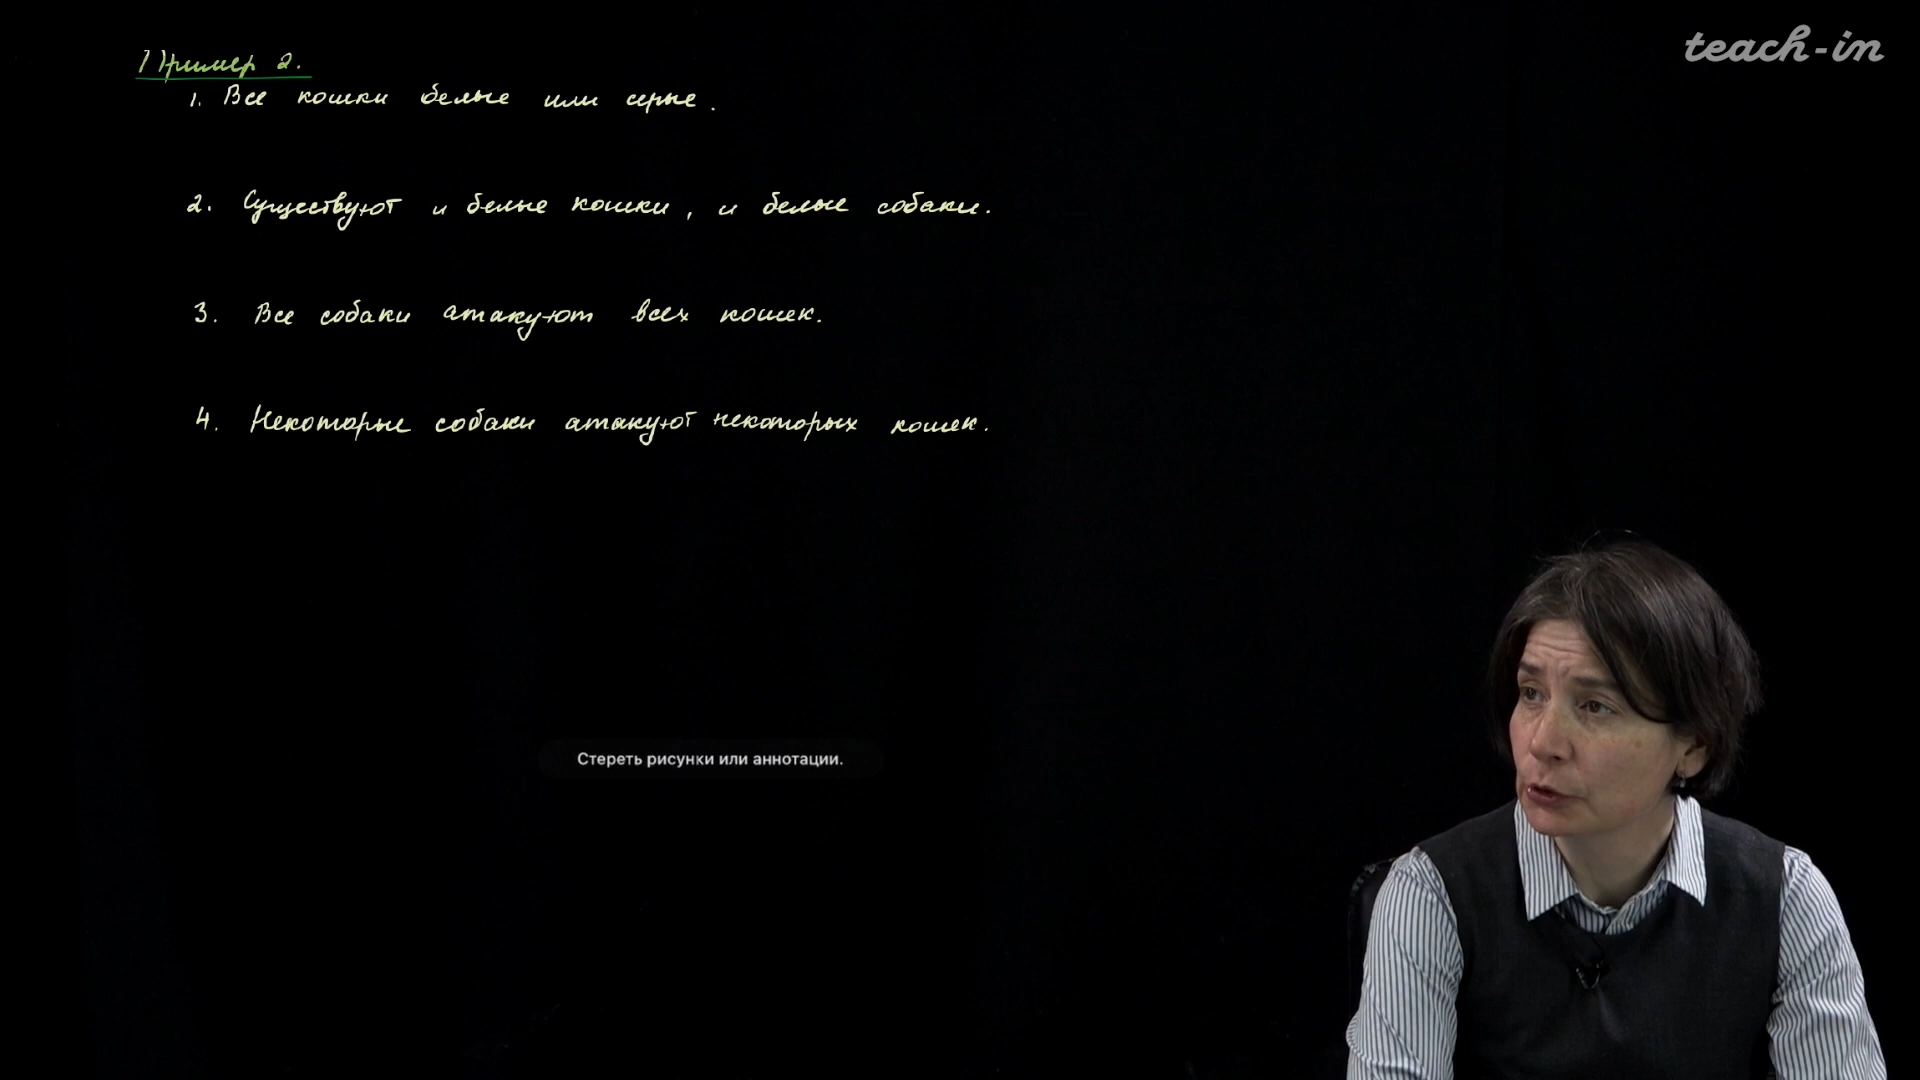 teach-in
Пример 2.
1. Все кошки белые или серые.
2. Существуют и белые кошки, и белые собаки.
3. Все собаки атакуют всех кошек.
4. Некоторые собаки атакуют некоторых кошек.
Стереть рисунки или аннотации.